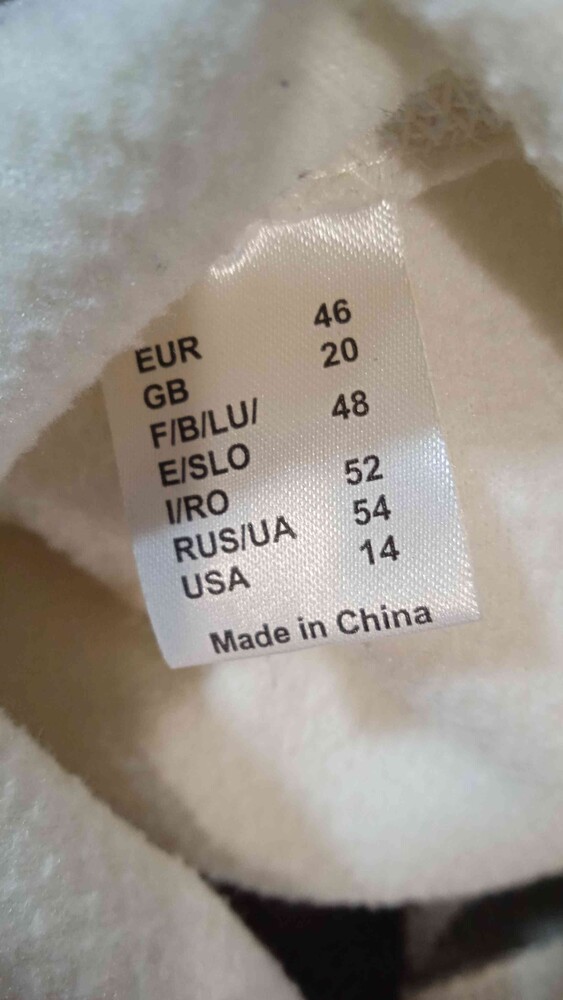 EUR 46
GB 20
F/B/LU/ 48
E/SLO
I/RO 52
RUS/UA 54
USA 14
Made in China